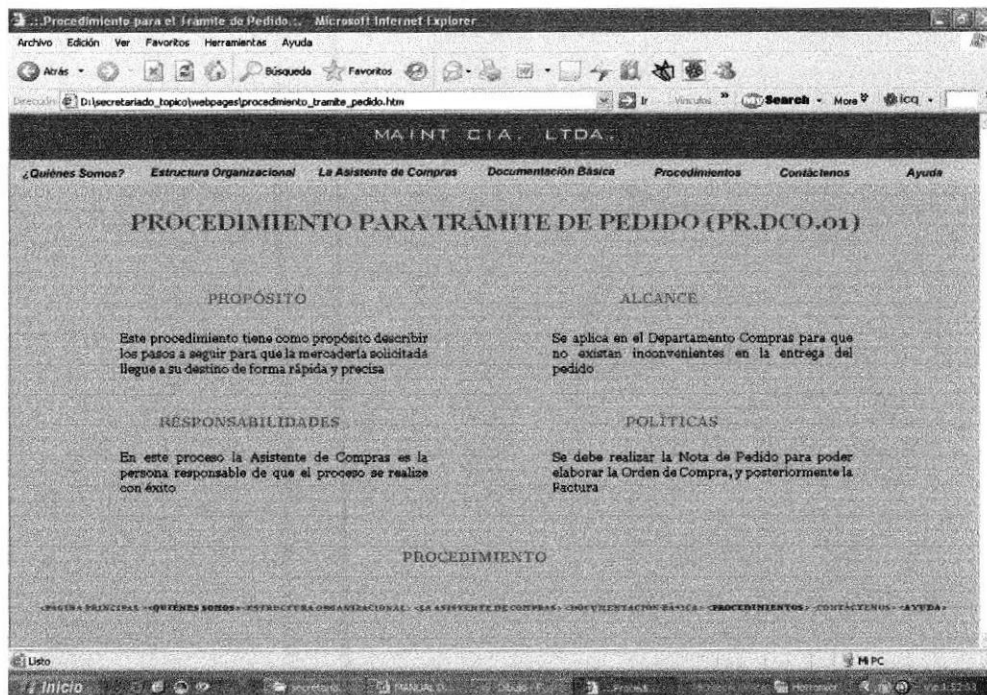 .:.Procedimiento para el Trámite de Pedido.:. Microsoft Internet Explorer
Archivo Edición Ver Favoritos Herramientas Ayuda
Atrás Búsqueda Favoritos
Dirección D:\secretariado_topico\webpages\procedimiento_tramite_pedido.htm Ir Vínculos » Search More » icq
MAINT CIA. LTDA.
¿Quiénes Somos? Estructura Organizacional La Asistente de Compras Documentación Básica Procedimientos Contáctenos Ayuda
PROCEDIMIENTO PARA TRÁMITE DE PEDIDO (PR.DCO.01)
PROPÓSITO
Este procedimiento tiene como propósito describir
los pasos a seguir para que la mercadería solicitada
llegue a su destino de forma rápida y precisa
ALCANCE
Se aplica en el Departamento Compras para que
no existan inconvenientes en la entrega del
pedido
RESPONSABILIDADES
En este proceso la Asistente de Compras es la
persona responsable de que el proceso se realize
con éxito
POLÍTICAS
Se debe realizar la Nota de Pedido para poder
elaborar la Orden de Compra, y posteriormente la
Factura
PROCEDIMIENTO
<PAGINA PRINCIPAL> <QUIÉNES SOMOS> <ESTRUCTURA ORGANIZACIONAL> <LA ASISTENTE DE COMPRAS> <DOCUMENTACIÓN BÁSICA> <PROCEDIMIENTOS> <CONTÁCTENOS> <AYUDA>
Listo Mi PC
Inicio secretaria... MANUAL D... Dibujo - P...